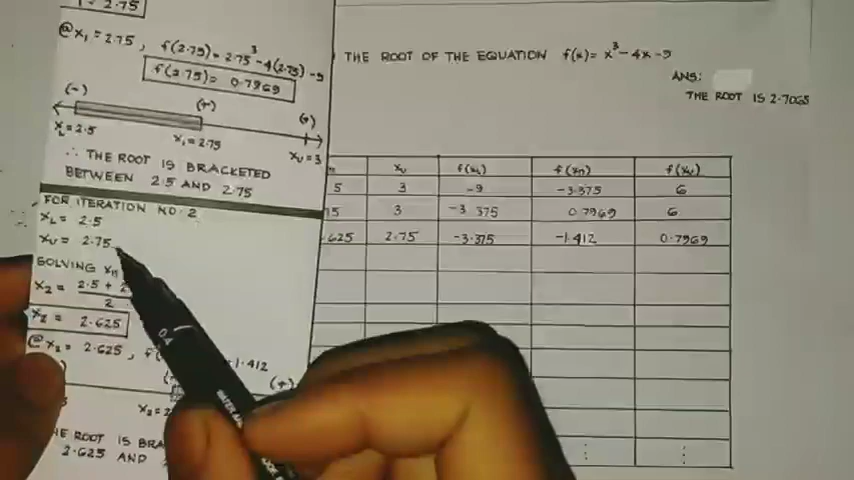 = 2.75
@x₁ = 2.75, f(2.75) = 2.75³ - 4(2.75) - 9
f(2.75) = 0.7969
(-) (+) (+)
xL = 2.5 x₁ = 2.75 xU = 3
∴ THE ROOT IS BRACKETED
BETWEEN 2.5 AND 2.75
FOR ITERATION NO. 2
xL = 2.5
xU = 2.75
SOLVING
x₂ = 2.5 +
2
x₂ = 2.625
@x₂ = 2.625, -1.412
(+)
x₂ = 2
ROOT IS
2.625 AND
THE ROOT OF THE EQUATION f(x) = x³ - 4x - 9
ANS:
THE ROOT IS 2.7065
xU f(xL) f(xn) f(xU)
5 3 -9 -3.375 6
75 3 -3 375 0.7969 6
.625 2.75 -3.375 -1.412 0.7969